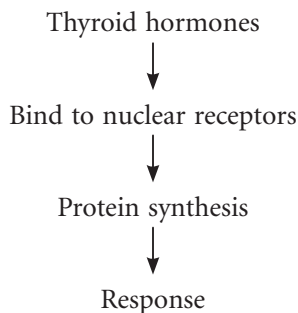 Thyroid hormones
Bind to nuclear receptors
Protein synthesis
Response